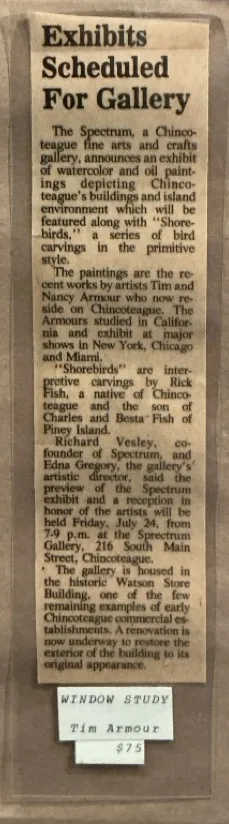 Exhibits
Scheduled
For Gallery
The Spectrum, a Chinco-
teague fine arts and crafts
gallery, announces an exhibit
of watercolor and oil paint-
ings depicting Chinco-
teague's buildings and island
environment which will be
featured along with "Shore-
birds," a series of bird
carvings in the primitive
style.
The paintings are the re-
cent works by artists Tim and
Nancy Armour who now re-
side on Chincoteague. The
Armours studied in Califor-
nia and exhibit at major
shows in New York, Chicago
and Miami.
"Shorebirds" are inter-
pretive carvings by Rick
Fish, a native of Chinco-
teague and the son of
Charles and Besta Fish of
Piney Island.
Richard Vesley, co-
founder of Spectrum, and
Edna Gregory, the gallery's
artistic director, said the
preview of the Spectrum
exhibit and a reception in
honor of the artists will be
held Friday, July 24, from
7-9 p.m. at the Sprectrum
Gallery, 216 South Main
Street, Chincoteague.
The gallery is housed in
the historic Watson Store
Building, one of the few
remaining examples of early
Chincoteague commercial es-
tablishments. A renovation is
now underway to restore the
exterior of the building to its
original appearance.
WINDOW STUDY
Tim Armour
$75